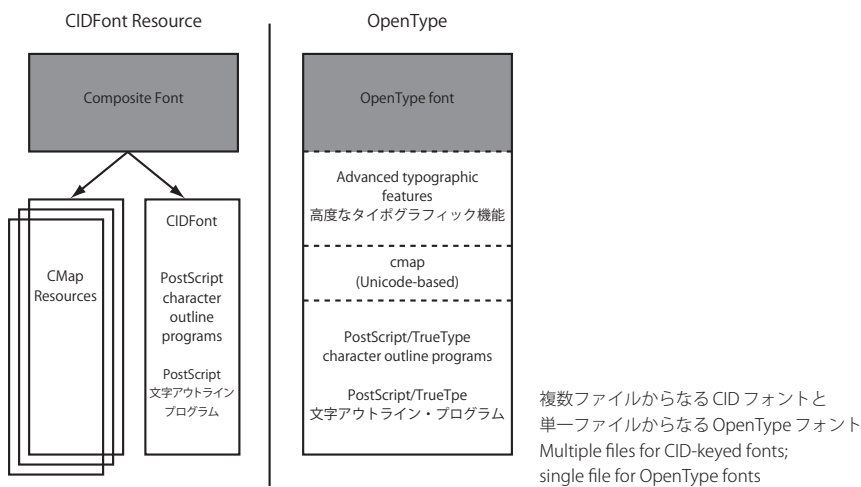 CIDFont Resource
Composite Font
CMap
Resources
CIDFont
PostScript
character
outline
programs
PostScript
文字アウトライン
プログラム
OpenType
OpenType font
Advanced typographic
features
高度なタイポグラフィック機能
cmap
(Unicode-based)
PostScript/TrueType
character outline programs
PostScript/TrueTpe
文字アウトライン・プログラム
複数ファイルからなる CID フォントと
単一ファイルからなる OpenType フォント
Multiple files for CID-keyed fonts;
single file for OpenType fonts